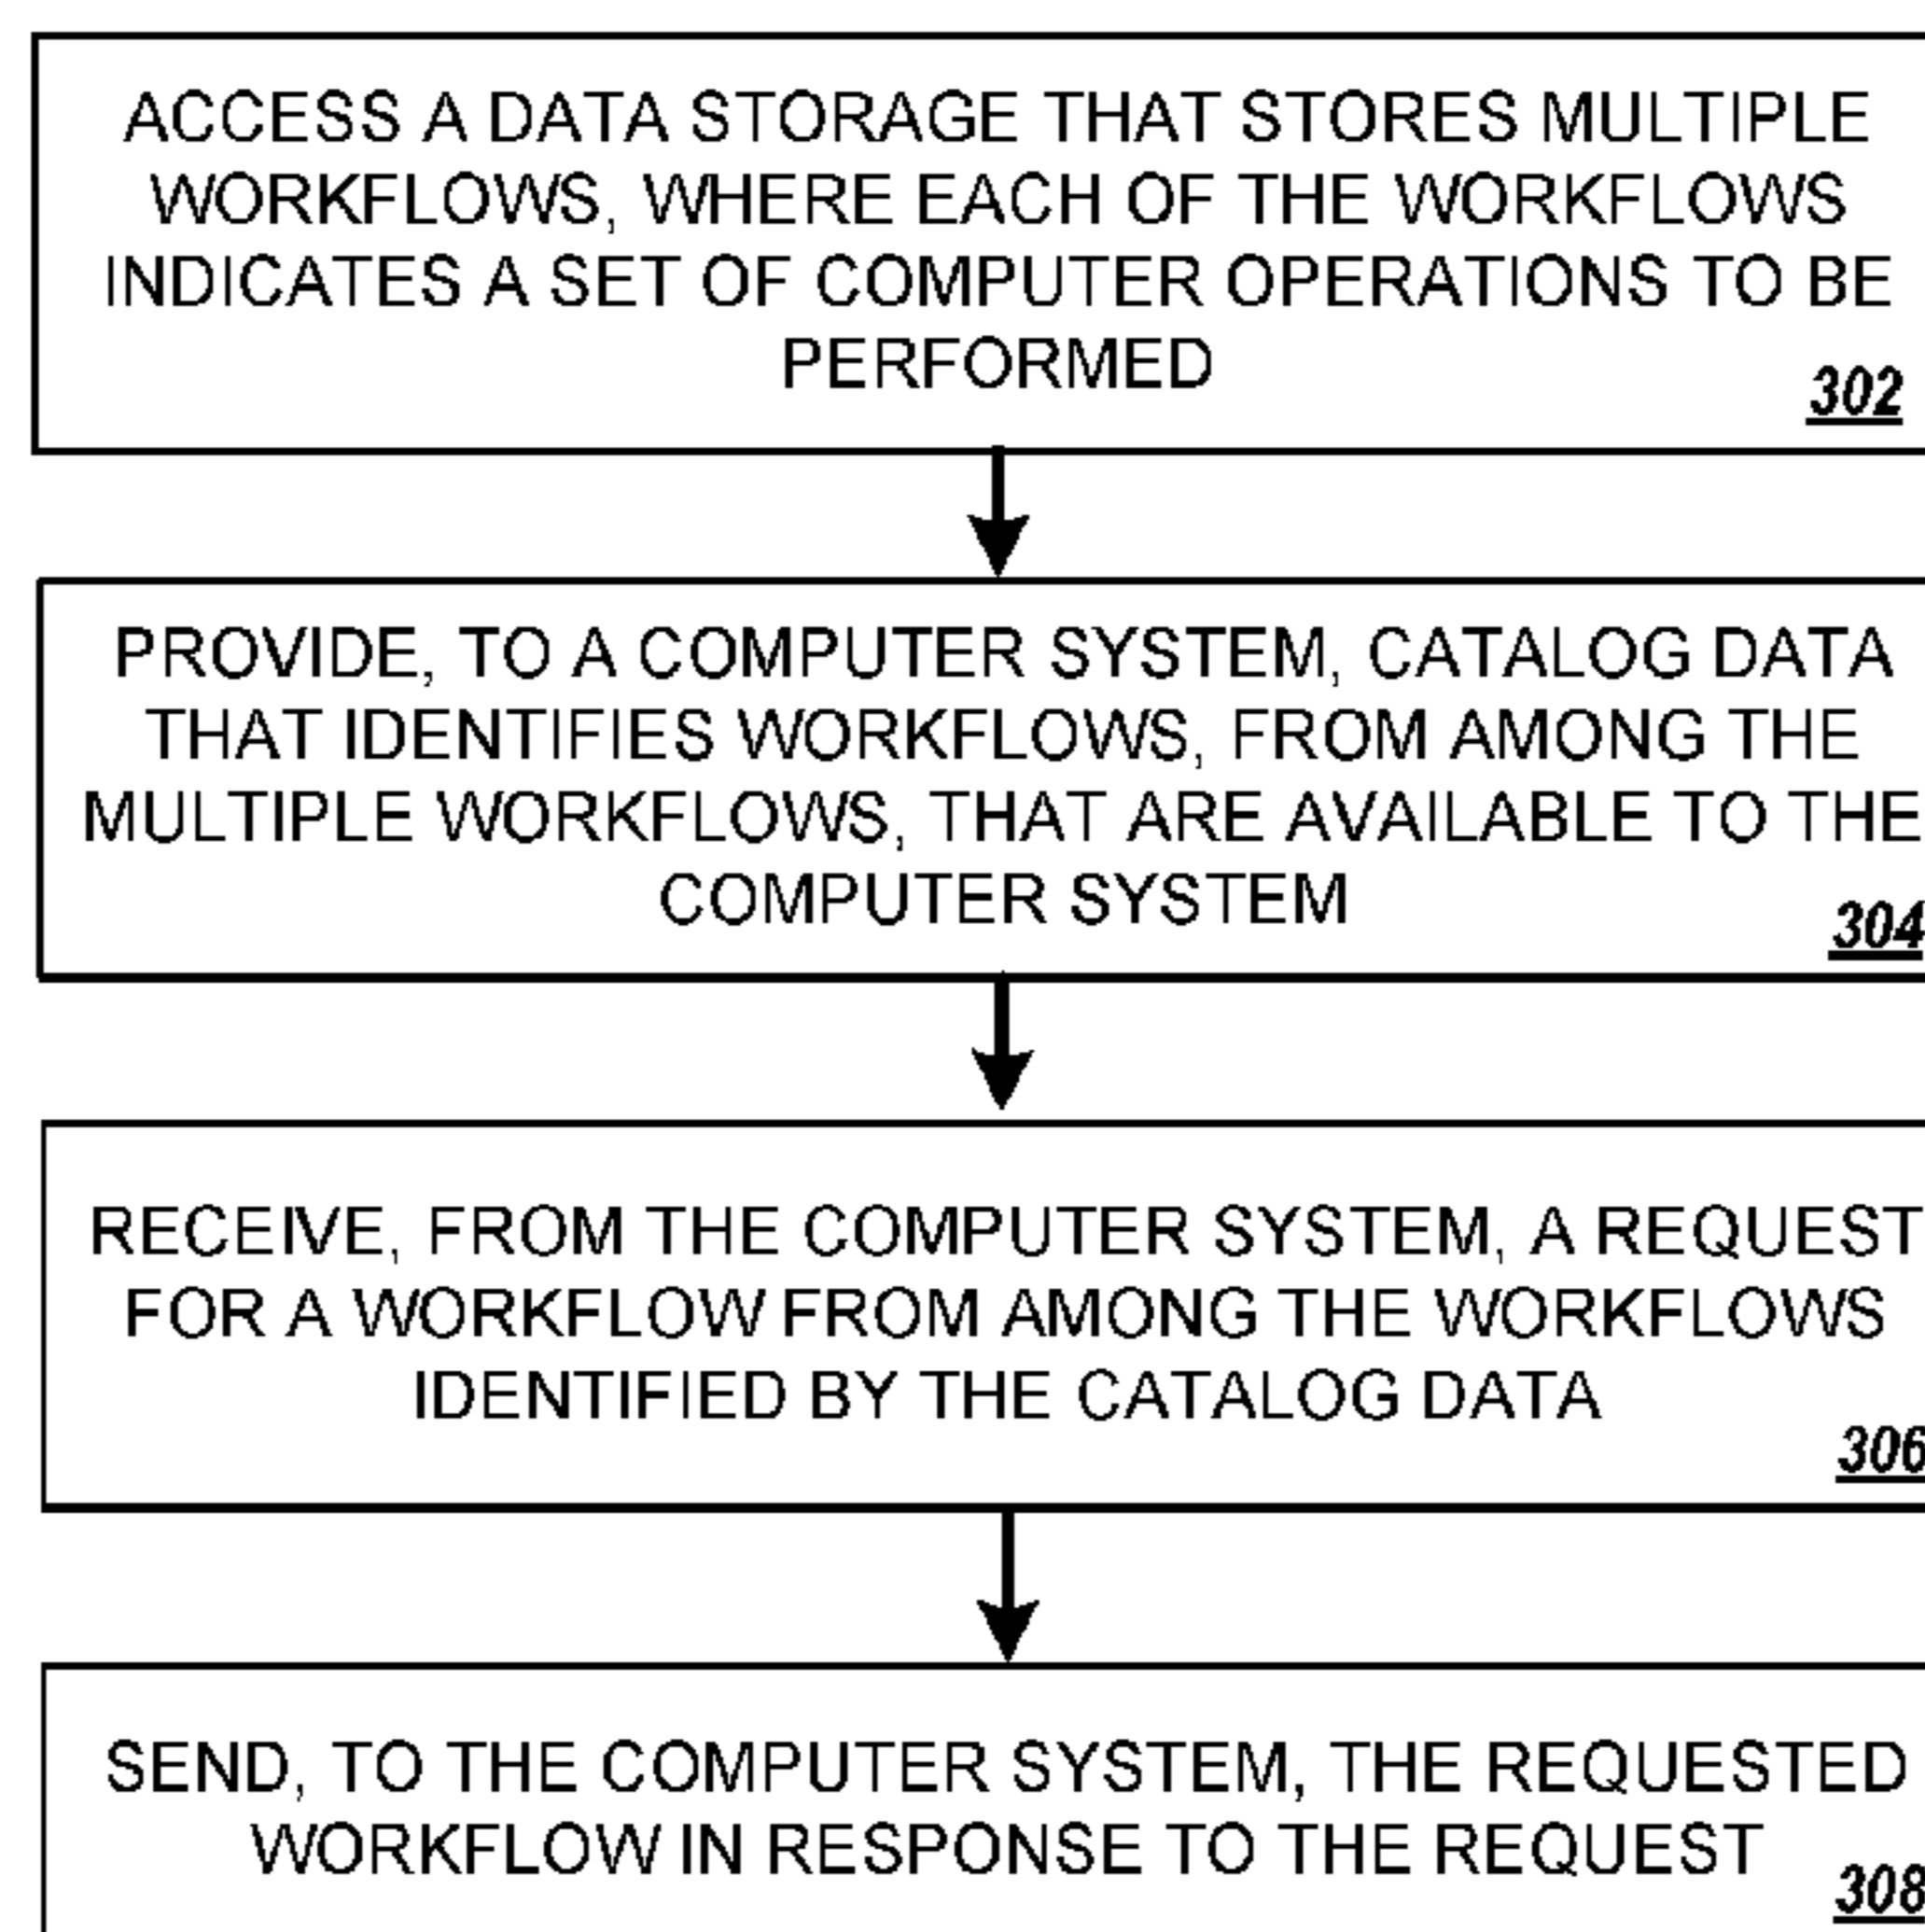 ACCESS A DATA STORAGE THAT STORES MULTIPLE
WORKFLOWS, WHERE EACH OF THE WORKFLOWS
INDICATES A SET OF COMPUTER OPERATIONS TO BE
PERFORMED
302
PROVIDE, TO A COMPUTER SYSTEM, CATALOG DATA
THAT IDENTIFIES WORKFLOWS, FROM AMONG THE
MULTIPLE WORKFLOWS, THAT ARE AVAILABLE TO THE
COMPUTER SYSTEM
304
RECEIVE, FROM THE COMPUTER SYSTEM, A REQUEST
FOR A WORKFLOW FROM AMONG THE WORKFLOWS
IDENTIFIED BY THE CATALOG DATA
306
SEND, TO THE COMPUTER SYSTEM, THE REQUESTED
WORKFLOW IN RESPONSE TO THE REQUEST
308